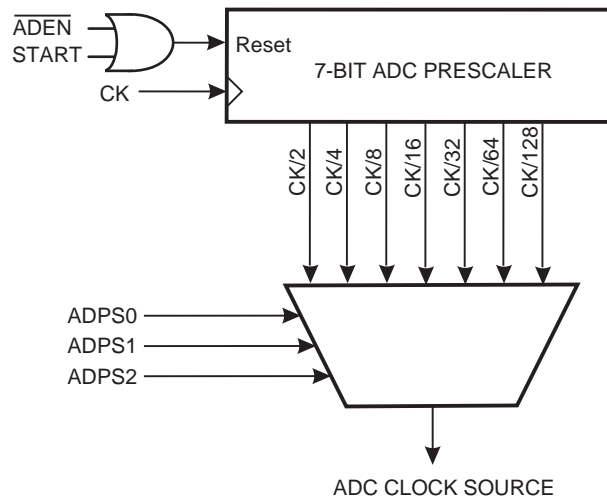 ADEN
START
Reset
7-BIT ADC PRESCALER
CK
CK/2
CK/4
CK/8
CK/16
CK/32
CK/64
CK/128
ADPS0
ADPS1
ADPS2
ADC CLOCK SOURCE